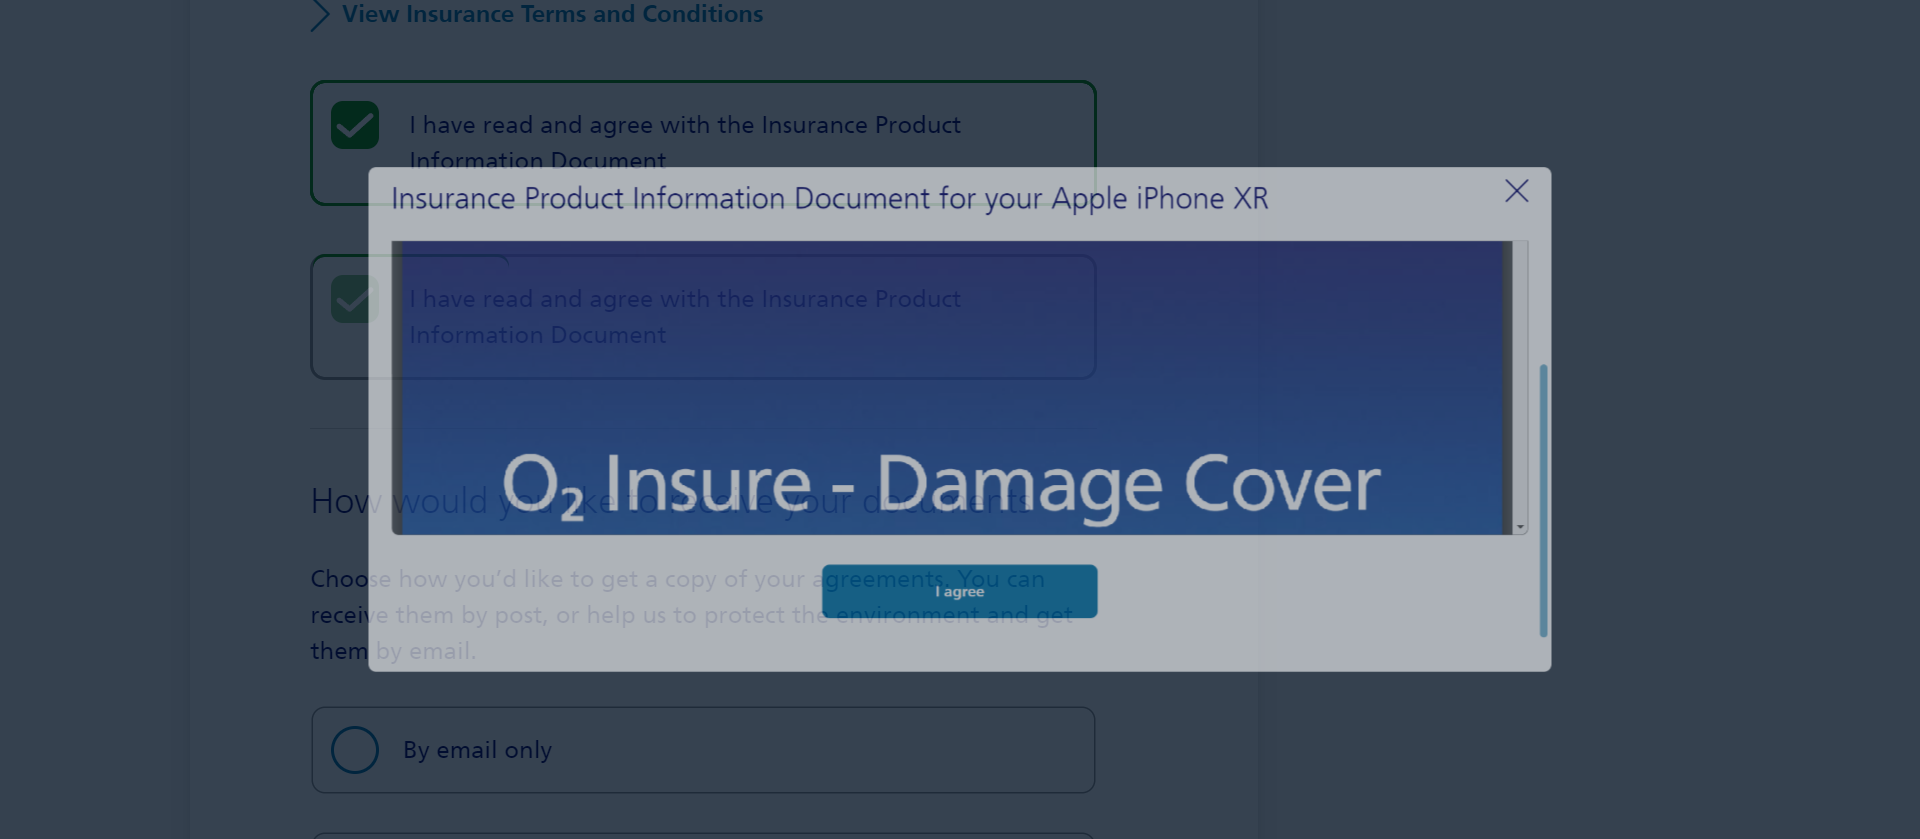 View Insurance Terms and Conditions
I have read and agree with the Insurance Product
Information Document
Insurance Product Information Document for your Apple iPhone XR
I have read and agree with the Insurance Product
Information Document
O₂ Insure - Damage Cover
How would you like to receive your documents
Choose how you’d like to get a copy of your agreements. You can
receive them by post, or help us to protect the environment and get
them by email.
I agree
By email only